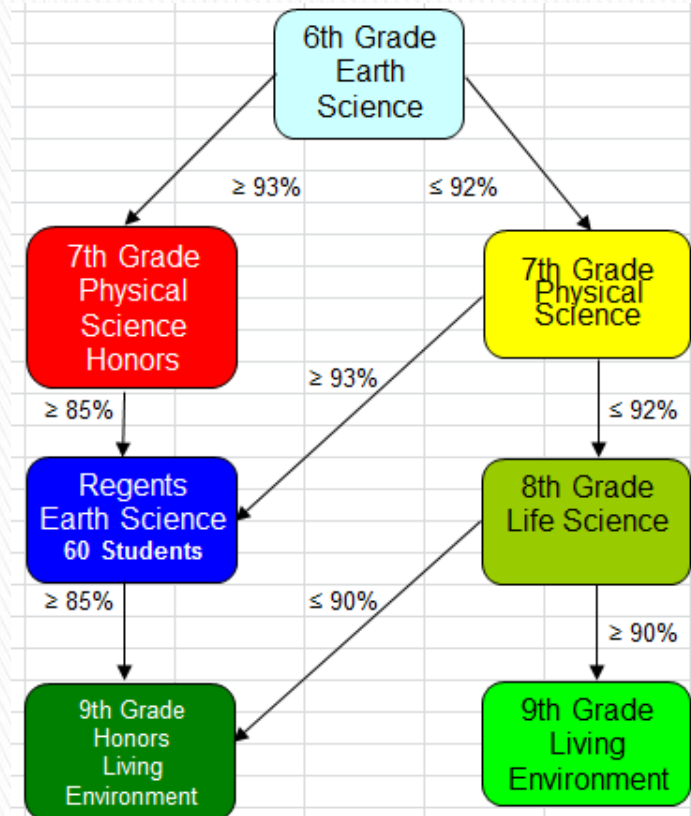 6th Grade
Earth
Science
≥ 93%
≤ 92%
7th Grade
Physical
Science
Honors
7th Grade
Physical
Science
≥ 93%
≥ 85%
≤ 92%
Regents
Earth Science
60 Students
8th Grade
Life Science
≥ 85%
≤ 90%
≥ 90%
9th Grade
Honors
Living
Environment
9th Grade
Living
Environment